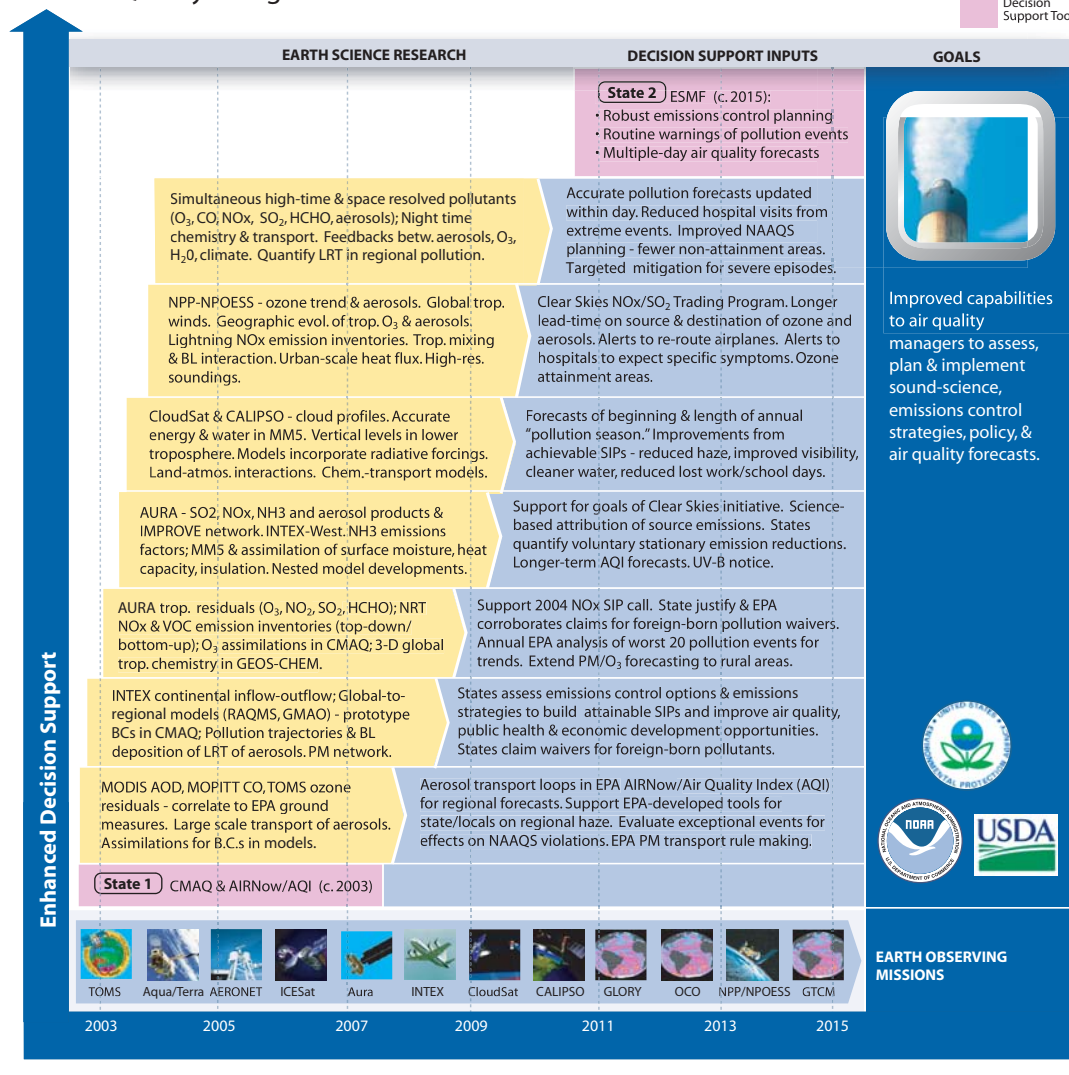 Decision
Support Too
EARTH SCIENCE RESEARCH
DECISION SUPPORT INPUTS
GOALS
State 2 ESMF (c. 2015):
• Robust emissions control planning
• Routine warnings of pollution events
• Multiple-day air quality forecasts
Simultaneous high-time & space resolved pollutants
(O3, CO, NOx, SO2, HCHO, aerosols); Night time
chemistry & transport. Feedbacks betw. aerosols, O3,
H20, climate. Quantify LRT in regional pollution.
Accurate pollution forecasts updated
within day. Reduced hospital visits from
extreme events. Improved NAAQS
planning - fewer non-attainment areas.
Targeted mitigation for severe episodes.
NPP-NPOESS - ozone trend & aerosols. Global trop.
winds. Geographic evol. of trop. O3 & aerosols.
Lightning NOx emission inventories. Trop. mixing
& BL interaction. Urban-scale heat flux. High-res.
soundings.
Clear Skies NOx/SO2 Trading Program. Longer
lead-time on source & destination of ozone and
aerosols. Alerts to re-route airplanes. Alerts to
hospitals to expect specific symptoms. Ozone
attainment areas.
Improved capabilities
to air quality
managers to assess,
plan & implement
sound-science,
emissions control
strategies, policy, &
air quality forecasts.
CloudSat & CALIPSO - cloud profiles. Accurate
energy & water in MM5. Vertical levels in lower
troposphere. Models incorporate radiative forcings.
Land-atmos. interactions. Chem.-transport models.
Forecasts of beginning & length of annual
"pollution season." Improvements from
achievable SIPs - reduced haze, improved visibility,
cleaner water, reduced lost work/school days.
AURA - SO2, NOx, NH3 and aerosol products &
IMPROVE network. INTEX-West. NH3 emissions
factors; MM5 & assimilation of surface moisture, heat
capacity, insulation. Nested model developments.
Support for goals of Clear Skies initiative. Science-
based attribution of source emissions. States
quantify voluntary stationary emission reductions.
Longer-term AQI forecasts. UV-B notice.
AURA trop. residuals (O3, NO2, SO2, HCHO); NRT
NOx & VOC emission inventories (top-down/
bottom-up); O3 assimilations in CMAQ; 3-D global
trop. chemistry in GEOS-CHEM.
Support 2004 NOx SIP call. State justify & EPA
corroborates claims for foreign-born pollution waivers.
Annual EPA analysis of worst 20 pollution events for
trends. Extend PM/O3 forecasting to rural areas.
INTEX continental inflow-outflow; Global-to-
regional models (RAQMS, GMAO) - prototype
BCs in CMAQ; Pollution trajectories & BL
deposition of LRT of aerosols. PM network.
States assess emissions control options & emissions
strategies to build attainable SIPs and improve air quality,
public health & economic development opportunities.
States claim waivers for foreign-born pollutants.
MODIS AOD, MOPITT CO, TOMS ozone
residuals - correlate to EPA ground
measures. Large scale transport of aerosols.
Assimilations for B.C.s in models.
Aerosol transport loops in EPA AIRNow/Air Quality Index (AQI)
for regional forecasts. Support EPA-developed tools for
state/locals on regional haze. Evaluate exceptional events for
effects on NAAQS violations. EPA PM transport rule making.
State 1 CMAQ & AIRNow/AQI (c. 2003)
Enhanced Decision Support
UNITED STATES
ENVIRONMENTAL PROTECTION
NATIONAL OCEANIC AND ATMOSPHERIC ADMINISTRATION
NOAA
U.S. DEPARTMENT OF COMMERCE
USDA
TOMS Aqua/Terra AERONET ICESat Aura INTEX CloudSat CALIPSO GLORY OCO NPP/NPOESS GTCM
EARTH OBSERVING
MISSIONS
2003 2005 2007 2009 2011 2013 2015